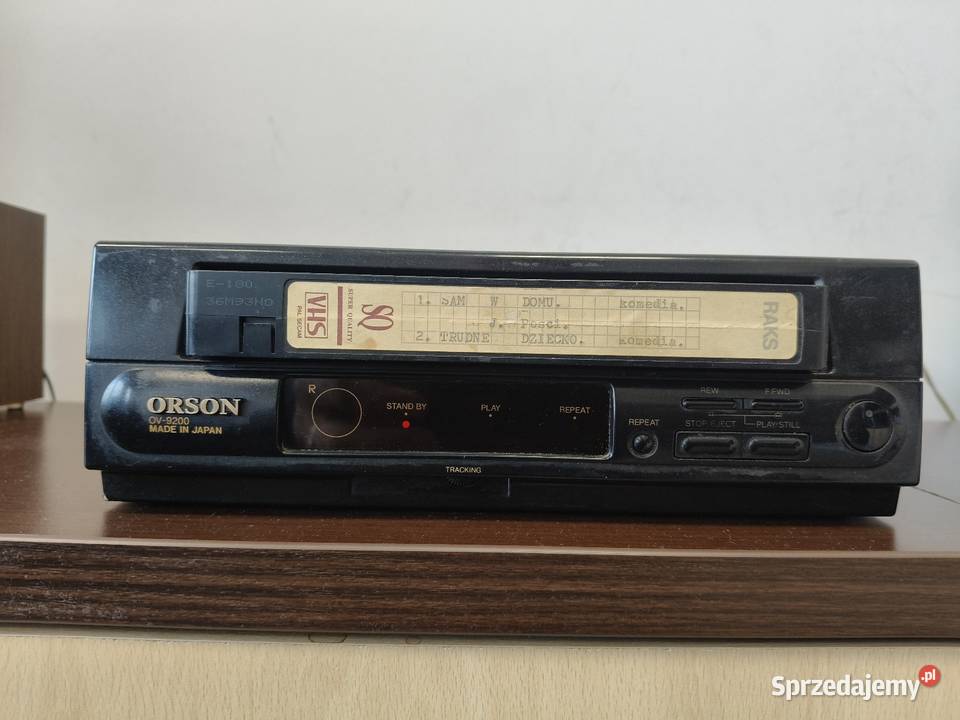 E-180.
36M93HD
VHS
PAL SECAM
SUPER QUALITY
SQ
1. SAM W DOMU. komedia.
J. Pesci.
2. TRUDNE DZIECKO. komedia.
RAKS
ORSON
OV-9200
MADE IN JAPAN
R
STAND BY
PLAY
REPEAT
REPEAT
REW
F.FWD
STOP/EJECT
PLAY/STILL
TRACKING
Sprzedajemy.pl